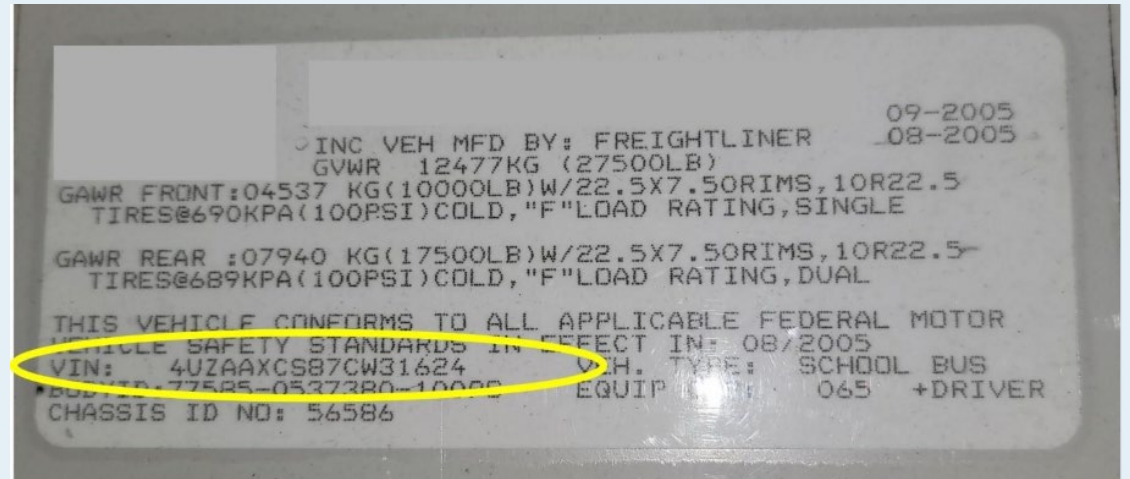 09-2005
INC VEH MFD BY: FREIGHTLINER 08-2005
GVWR 12477KG (27500LB)
GAWR FRONT:04537 KG(10000LB)W/22.5X7.50RIMS,10R22.5
TIRES@690KPA(100PSI)COLD,"F"LOAD RATING,SINGLE
GAWR REAR :07940 KG(17500LB)W/22.5X7.50RIMS,10R22.5
TIRES@689KPA(100PSI)COLD,"F"LOAD RATING,DUAL
THIS VEHICLE CONFORMS TO ALL APPLICABLE FEDERAL MOTOR
VEHICLE SAFETY STANDARDS IN EFFECT IN: 08/2005
VIN: 4UZAAXCS87CW31624 VEH. TYPE: SCHOOL BUS
EQUIP 065 +DRIVER
CHASSIS ID NO: 56586